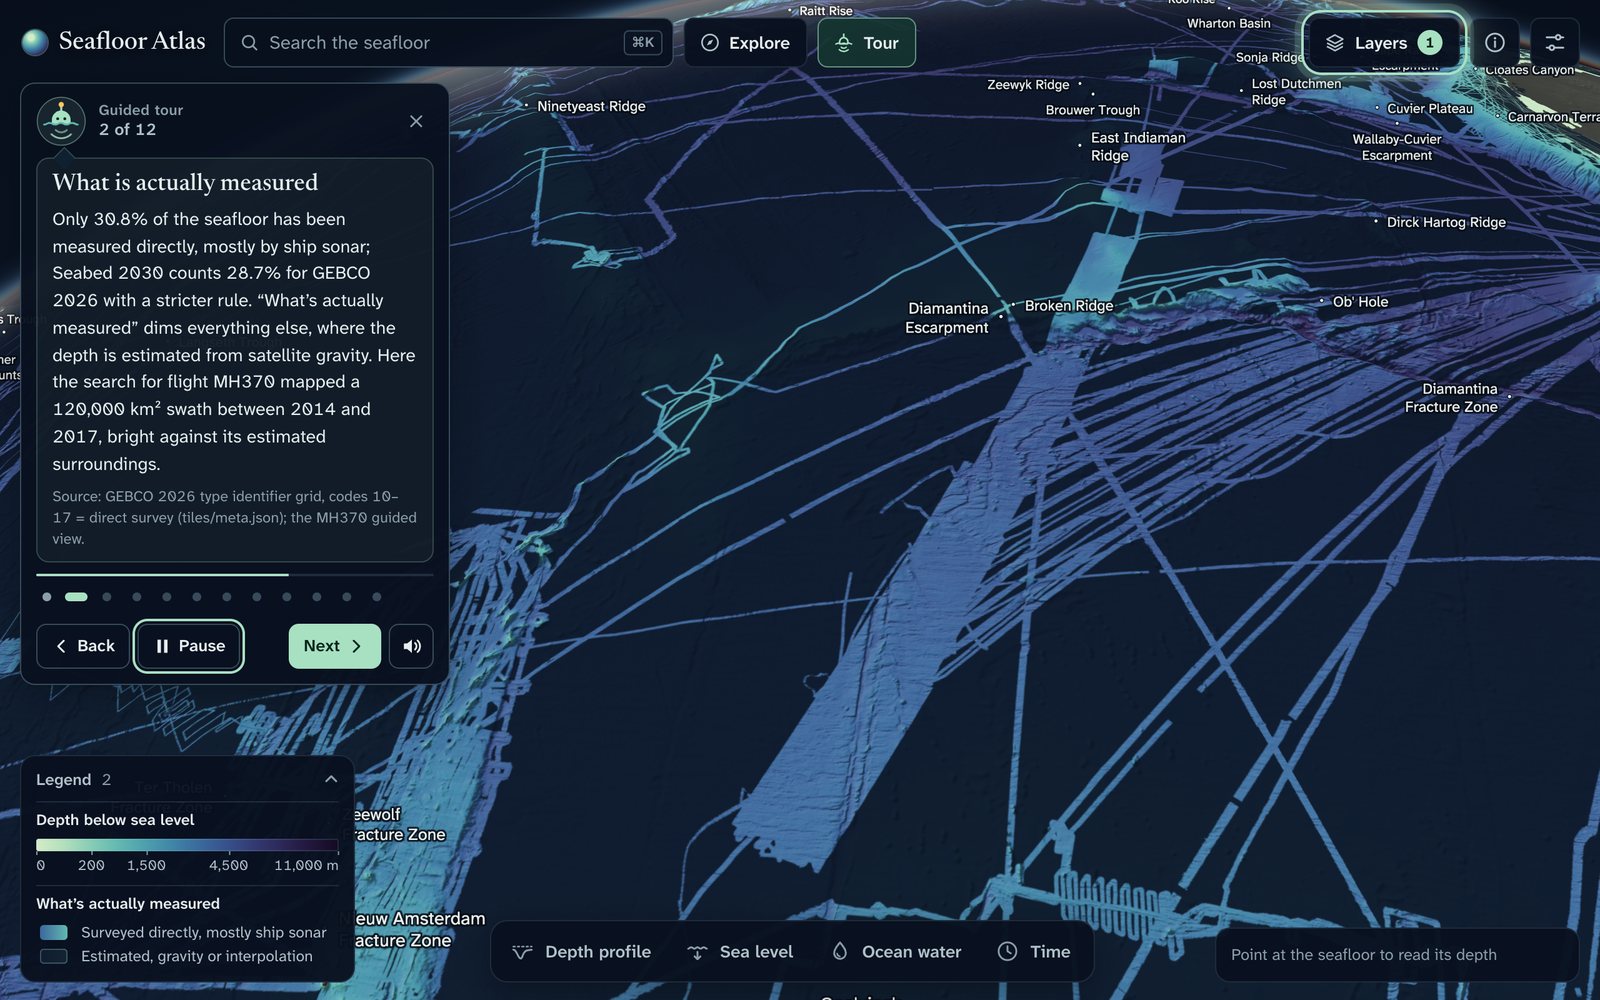 Seafloor Atlas
Search the seafloor
⌘K
Explore
Tour
Layers 1
Guided tour
2 of 12
What is actually measured
Only 30.8% of the seafloor has been
measured directly, mostly by ship sonar;
Seabed 2030 counts 28.7% for GEBCO
2026 with a stricter rule. “What’s actually
measured” dims everything else, where the
depth is estimated from satellite gravity. Here
the search for flight MH370 mapped a
120,000 km² swath between 2014 and
2017, bright against its estimated
surroundings.
Source: GEBCO 2026 type identifier grid, codes 10–
17 = direct survey (tiles/meta.json); the MH370 guided
view.
Back
Pause
Next
Legend 2
Depth below sea level
0 200 1,500 4,500 11,000 m
What’s actually measured
Surveyed directly, mostly ship sonar
Estimated, gravity or interpolation
Raitt Rise
Wharton Basin
Sonja Ridge
Escarpment
Cloates Canyon
Ninetyeast Ridge
Zeewyk Ridge
Brouwer Trough
Lost Dutchmen
Ridge
Cuvier Plateau
Carnarvon Terra
East Indiaman
Ridge
Wallaby-Cuvier
Escarpment
Dirck Hartog Ridge
Diamantina
Escarpment
Broken Ridge
Ob' Hole
Diamantina
Fracture Zone
Ter Tholen
Fracture Zone
Zeewolf
Fracture Zone
Nieuw Amsterdam
Fracture Zone
Depth profile
Sea level
Ocean water
Time
Point at the seafloor to read its depth